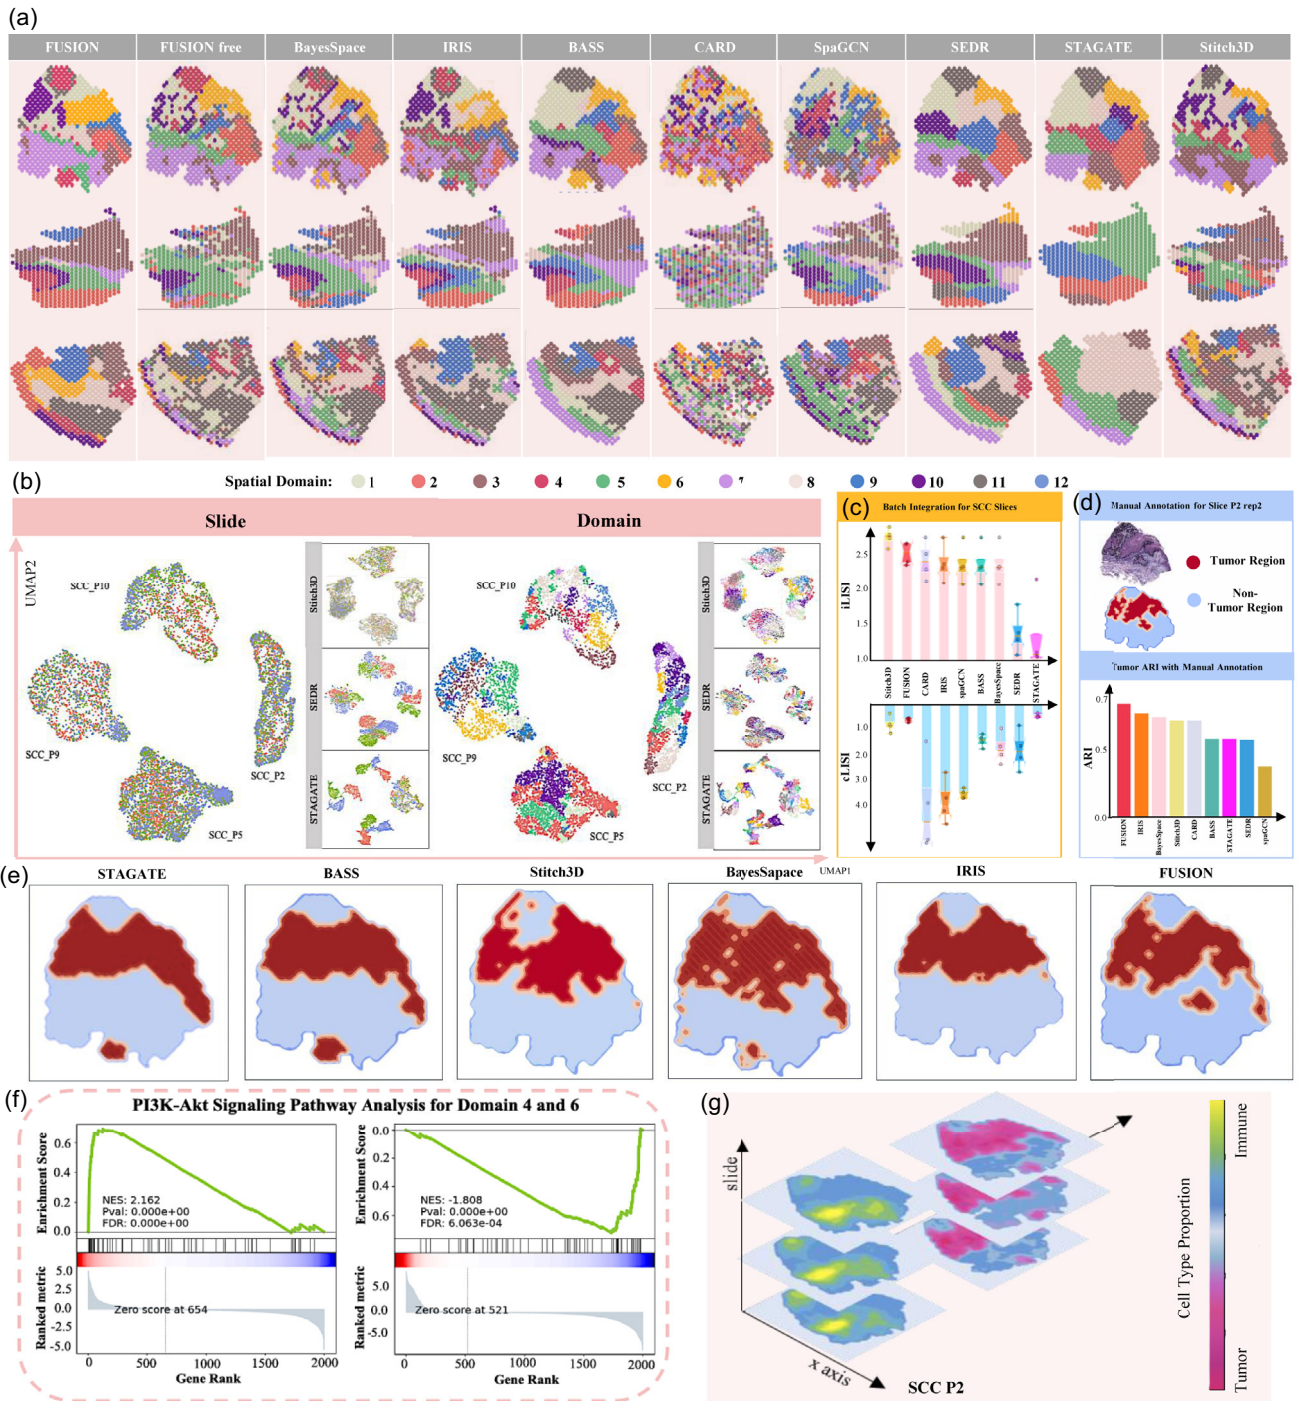 (a)
FUSION FUSION free BayesSpace IRIS BASS CARD SpaGCN SEDR STAGATE Stitch3D
(b)
Spatial Domain: 1 2 3 4 5 6 7 8 9 10 11 12
Slide Domain
UMAP2
SCC_P10
SCC_P9
SCC_P2
SCC_P5
Stitch3D
SEDR
STAGATE
SCC_P10
SCC_P9
SCC_P2
SCC_P5
Stitch3D
SEDR
STAGATE
UMAP1
(c)
Batch Integration for SCC Slices
iLISI
2.5
2.0
1.5
1.0
Stitch3D FUSION CARD IRIS spaGCN BASS BayesSpace SEDR STAGATE
cLISI
1.0
2.0
3.0
4.0
(d)
Manual Annotation for Slice P2 rep2
Tumor Region
Non-
Tumor Region
Tumor ARI with Manual Annotation
ARI
0.7
0.5
0.0
FUSION IRIS BayesSpace Stitch3D CARD BASS STAGATE SEDR spaGCN
(e)
STAGATE BASS Stitch3D BayesSapace IRIS FUSION
(f)
PI3K-Akt Signaling Pathway Analysis for Domain 4 and 6
Enrichment Score
0.6
0.4
0.2
0.0
NES: 2.162
Pval: 0.000e+00
FDR: 0.000e+00
Ranked metric
5.0
0.0
-2.5
-5.0
Zero score at 654
0 500 1000 1500 2000
Gene Rank
Enrichment Score
0.0
0.2
0.4
0.6
NES: -1.808
Pval: 0.000e+00
FDR: 6.063e-04
Ranked metric
5.0
0.0
-5.0
Zero score at 521
0 500 1000 1500 2000
Gene Rank
(g)
slide
x axis
SCC P2
Cell Type Proportion
Immune
Tumor